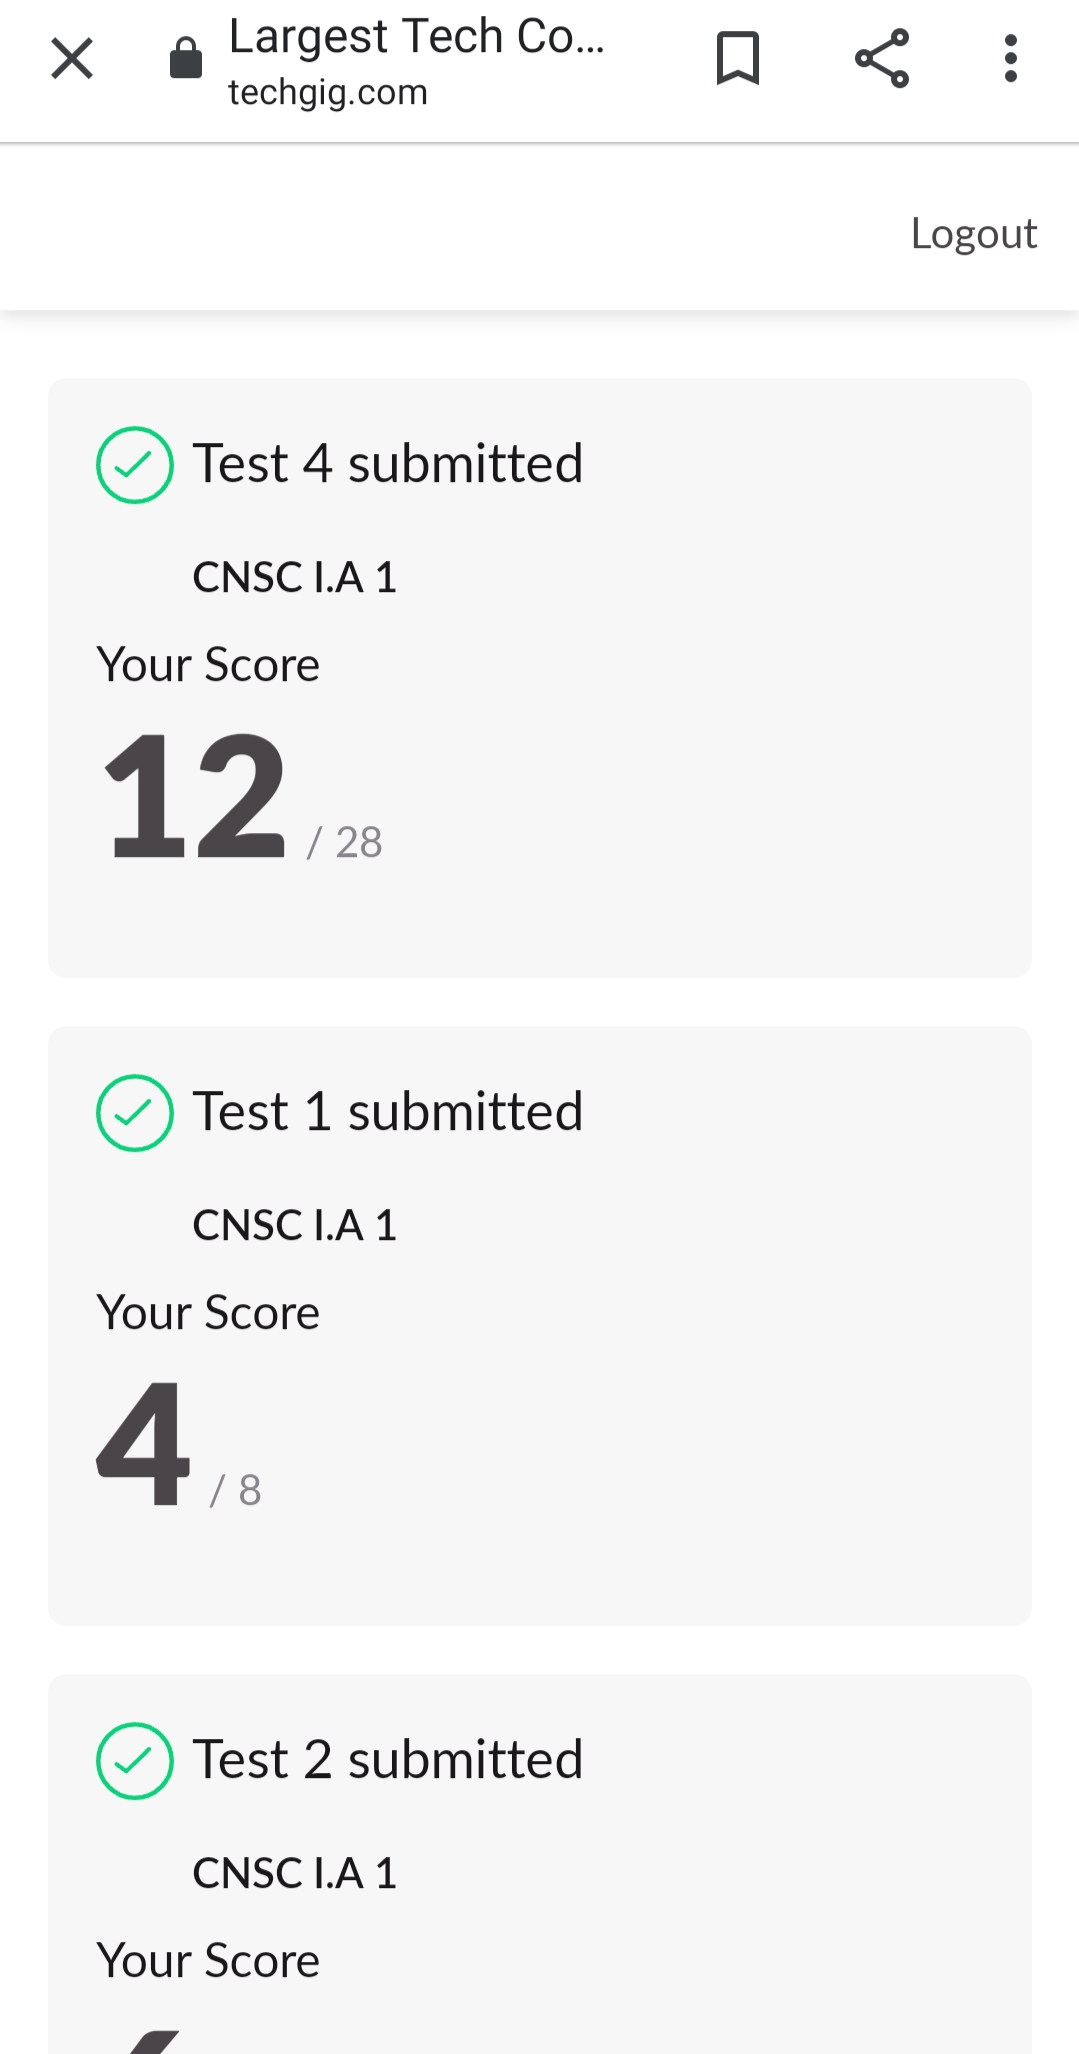 Largest Tech Co...
techgig.com
Logout
Test 4 submitted
CNSC I.A 1
Your Score
12 / 28
Test 1 submitted
CNSC I.A 1
Your Score
4 / 8
Test 2 submitted
CNSC I.A 1
Your Score